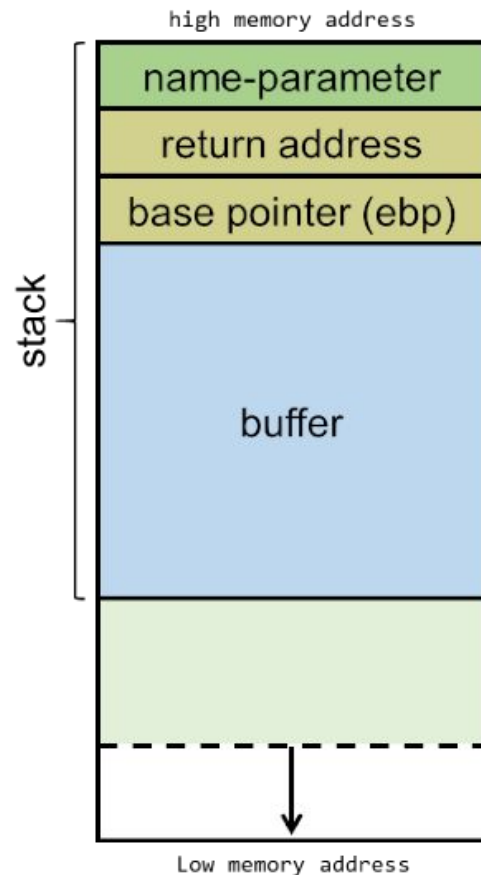 high memory address
name-parameter
return address
base pointer (ebp)
stack
buffer
Low memory address